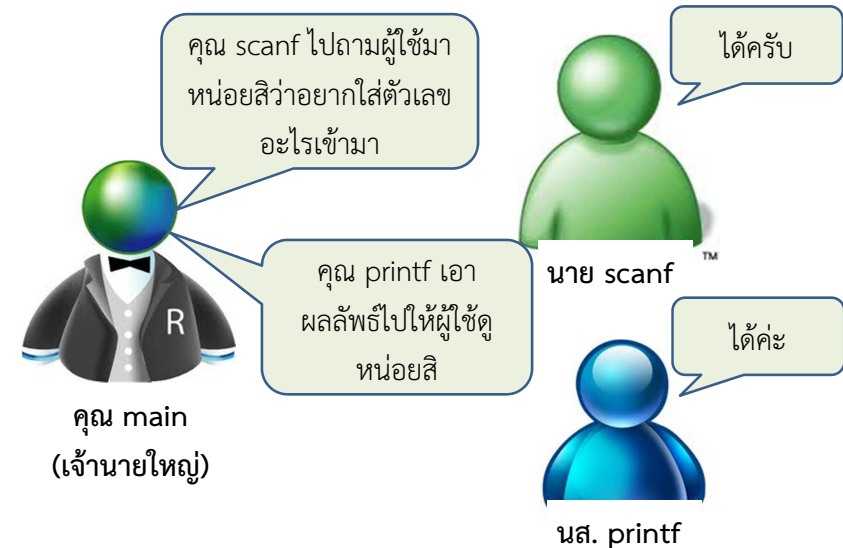 คุณ scanf ไปถามผู้ใช้มา
หน่อยสิว่าอยากใส่ตัวเลข
อะไรเข้ามา
ได้ครับ
TM
นาย scanf
คุณ printf เอา
ผลลัพธ์ไปให้ผู้ใช้ดู
หน่อยสิ
R
ได้ค่ะ
คุณ main
(เจ้านายใหญ่)
นส. printf